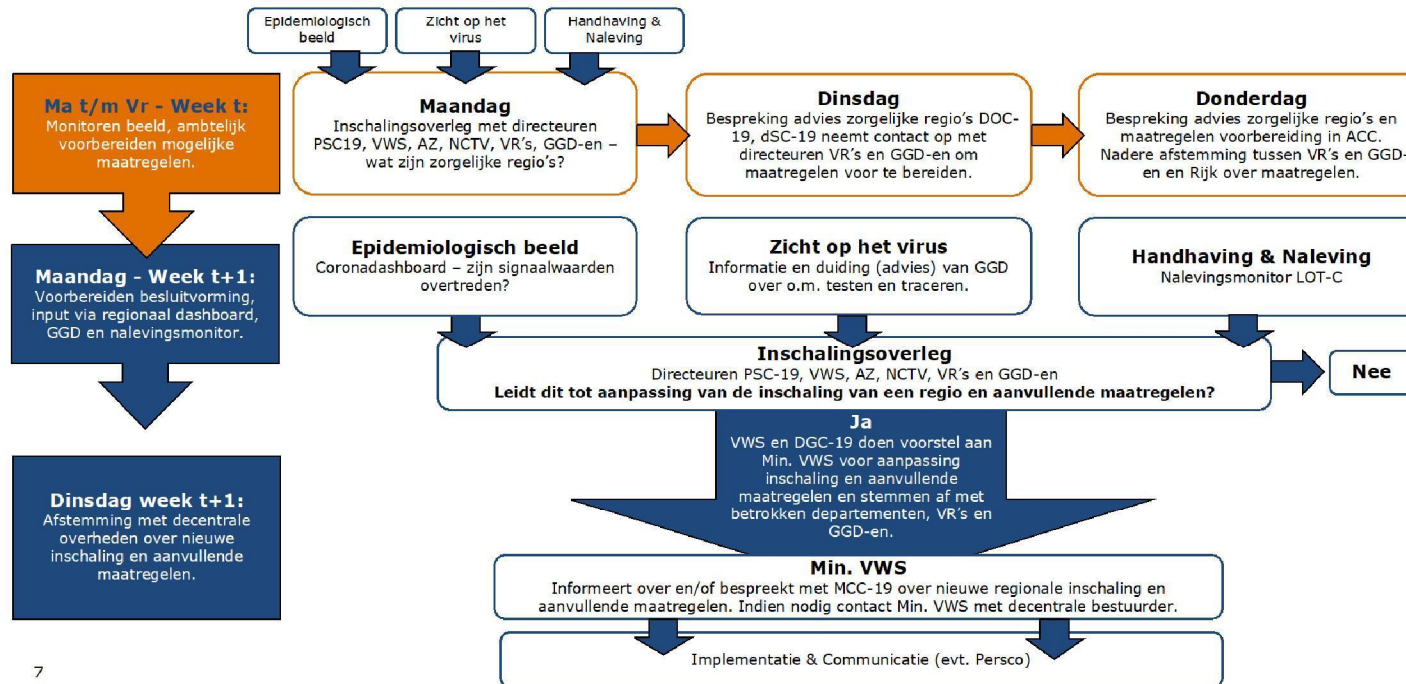 Epidemiologisch
beeld
Zicht op het
virus
Handhaving &
Naleving
Ma t/m Vr - Week t:
Monitoren beeld, ambtelijk
voorbereiden mogelijke
maatregelen.
Maandag
Inschalingsoverleg met directeuren
PSC19, VWS, AZ, NCTV, VR's, GGD-en –
wat zijn zorgelijke regio's?
Dinsdag
Bespreking advies zorgelijke regio's DOC-
19, dSC-19 neemt contact op met
directeuren VR's en GGD-en om
maatregelen voor te bereiden.
Donderdag
Bespreking advies zorgelijke regio's en
maatregelen voorbereiding in ACC.
Nadere afstemming tussen VR's en GGD-
en en Rijk over maatregelen.
Maandag - Week t+1:
Voorbereiden besluitvorming,
input via regionaal dashboard,
GGD en nalevingsmonitor.
Epidemiologisch beeld
Coronadashboard – zijn signaalwaarden
overtreden?
Zicht op het virus
Informatie en duiding (advies) van GGD
over o.m. testen en traceren.
Handhaving & Naleving
Nalevingsmonitor LOT-C
Inschalingsoverleg
Directeuren PSC-19, VWS, AZ, NCTV, VR's en GGD-en
Leidt dit tot aanpassing van de inschaling van een regio en aanvullende maatregelen?
Nee
Ja
VWS en DGC-19 doen voorstel aan
Min. VWS voor aanpassing
inschaling en aanvullende
maatregelen en stemmen af met
betrokken departementen, VR's en
GGD-en.
Dinsdag week t+1:
Afstemming met decentrale
overheden over nieuwe
inschaling en aanvullende
maatregelen.
Min. VWS
Informeert over en/of bespreekt met MCC-19 over nieuwe regionale inschaling en
aanvullende maatregelen. Indien nodig contact Min. VWS met decentrale bestuurder.
Implementatie & Communicatie (evt. Persco)
7